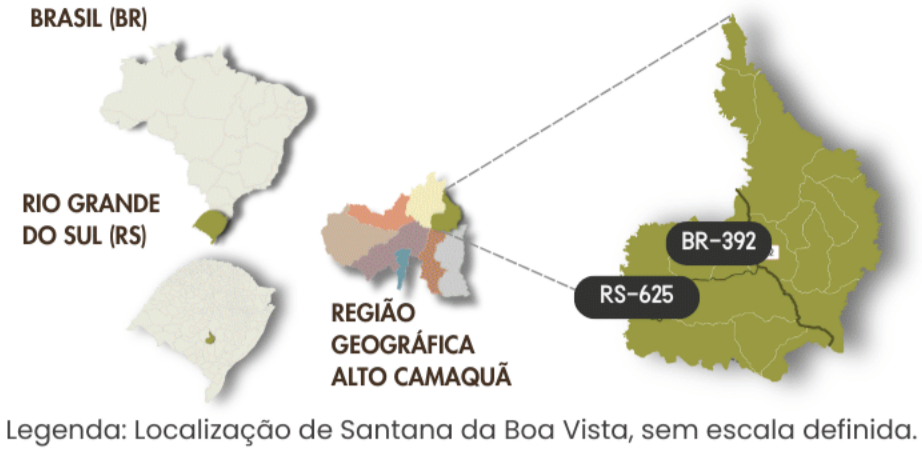 BRASIL (BR)
RIO GRANDE
DO SUL (RS)
REGIÃO
GEOGRÁFICA
ALTO CAMAQUÃ
BR-392
RS-625
Legenda: Localização de Santana da Boa Vista, sem escala definida.